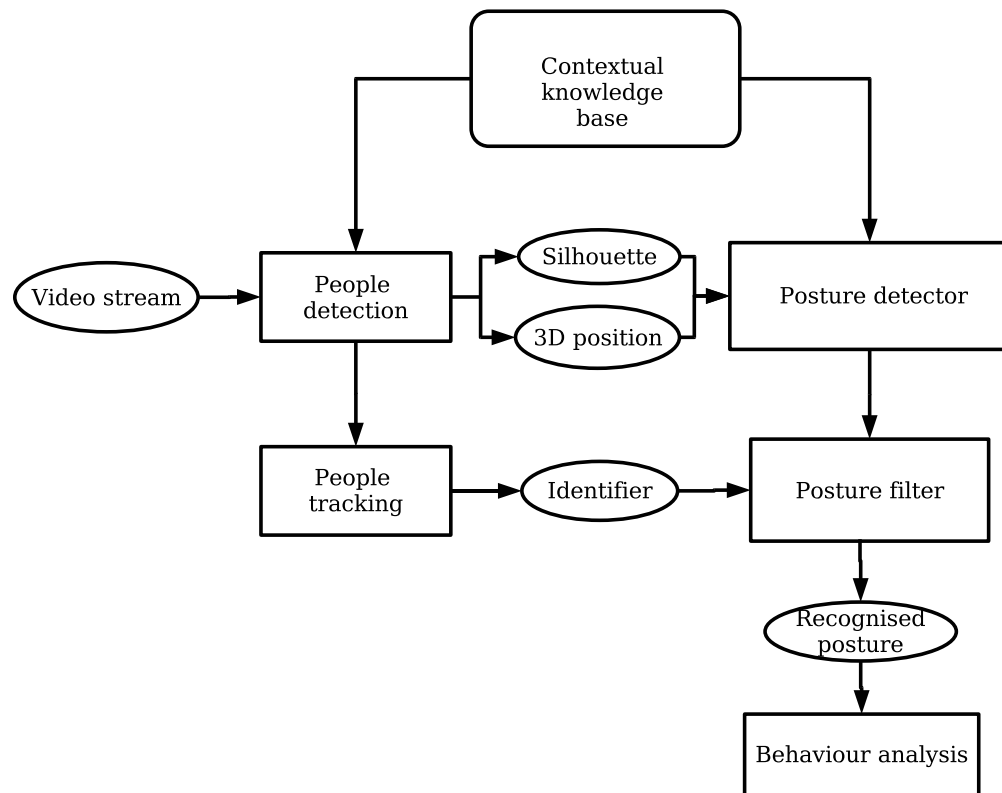 Contextual
knowledge
base
Silhouette
People
detection
Video stream
Posture detector
3D position
People
tracking
Identifier
Posture filter
Recognised
posture
Behaviour analysis